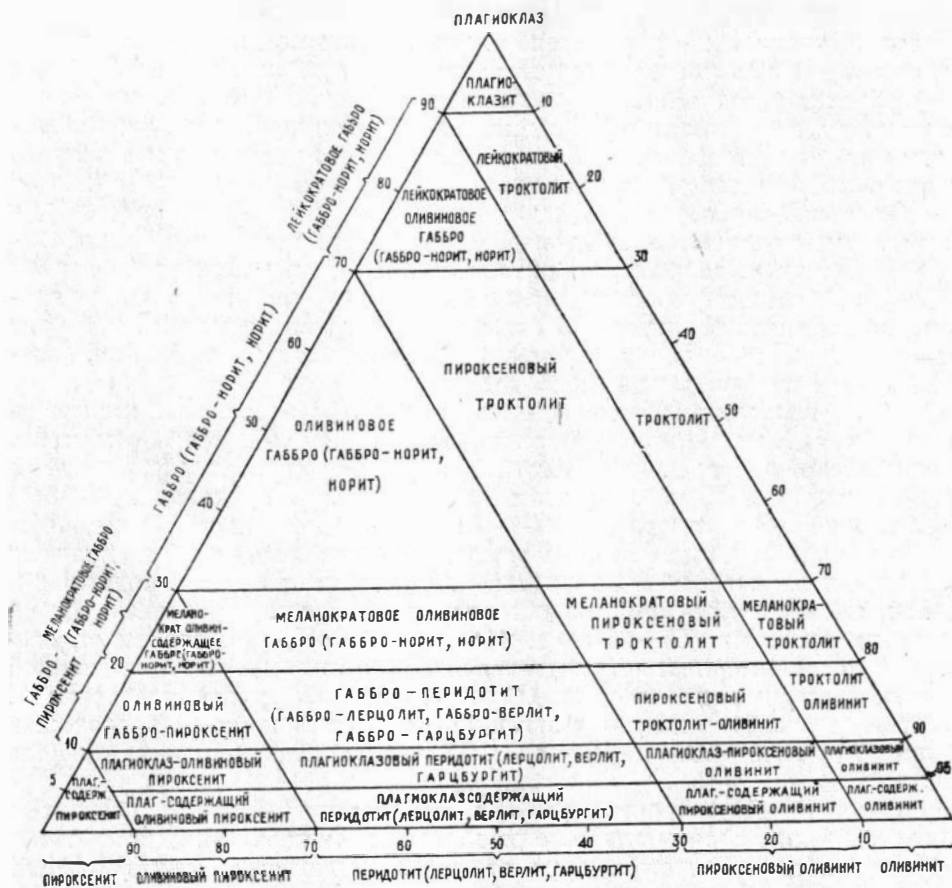 ПЛАГИОКЛАЗ
ПЛАГИО-
КЛАЗИТ
90
10
ЛЕЙКОКРАТОВОЕ ГАББРО
(ГАББРО-НОРИТ, НОРИТ)
ЛЕЙКОКРАТОВЫЙ
ТРОКТОЛИТ
80
20
ЛЕЙКОКРАТОВОЕ
ОЛИВИНОВОЕ
ГАББРО
(ГАББРО-НОРИТ, НОРИТ)
70
30
60
40
ПИРОКСЕНОВЫЙ
ТРОКТОЛИТ
ГАББРО (ГАББРО-НОРИТ, НОРИТ)
50
50
ТРОКТОЛИТ
ОЛИВИНОВОЕ
ГАББРО (ГАББРО-НОРИТ,
НОРИТ)
40
60
МЕЛАНОКРАТОВОЕ ГАББРО
(ГАББРО-НОРИТ,
НОРИТ)
30
70
МЕЛАНО-
КРАТ ОЛИВИН-
СОДЕРЖАЩЕЕ
ГАББРО (ГАББРО-
НОРИТ, НОРИТ)
МЕЛАНОКРАТОВОЕ ОЛИВИНОВОЕ
ГАББРО (ГАББРО-НОРИТ, НОРИТ)
МЕЛАНОКРАТОВЫЙ
ПИРОКСЕНОВЫЙ
ТРОКТОЛИТ
МЕЛАНОКРА-
ТОВЫЙ
ТРОКТОЛИТ
ГАББРО
ПИРОКСЕНИТ
20
80
ОЛИВИНОВЫЙ
ГАББРО-ПИРОКСЕНИТ
ГАББРО-ПЕРИДОТИТ
(ГАББРО-ЛЕРЦОЛИТ, ГАББРО-ВЕРЛИТ,
ГАББРО-ГАРЦБУРГИТ)
ПИРОКСЕНОВЫЙ
ТРОКТОЛИТ-ОЛИВИНИТ
ТРОКТОЛИТ
ОЛИВИНИТ
10
90
ПЛАГИОКЛАЗ-ОЛИВИНОВЫЙ
ПИРОКСЕНИТ
ПЛАГИОКЛАЗОВЫЙ ПЕРИДОТИТ (ЛЕРЦОЛИТ, ВЕРЛИТ,
ГАРЦБУРГИТ)
ПЛАГИОКЛАЗ-ПИРОКСЕНОВЫЙ
ОЛИВИНИТ
ПЛАГИОКЛАЗОВЫЙ
ОЛИВИНИТ
5
95
ПЛАГ.-
СОДЕРЖ.
ПИРОКСЕНИТ
ПЛАГ-СОДЕРЖАЩИЙ
ОЛИВИНОВЫЙ ПИРОКСЕНИТ
ПЛАГИОКЛАЗСОДЕРЖАЩИЙ
ПЕРИДОТИТ (ЛЕРЦОЛИТ, ВЕРЛИТ, ГАРЦБУРГИТ)
ПЛАГ.-СОДЕРЖАЩИЙ
ПИРОКСЕНОВЫЙ ОЛИВИНИТ
ПЛАГ.-СОДЕРЖ.
ОЛИВИНИТ
90 80 70 60 50 40 30 20 10
ПИРОКСЕНИТ ОЛИВИНОВЫЙ ПИРОКСЕНИТ ПЕРИДОТИТ (ЛЕРЦОЛИТ, ВЕРЛИТ, ГАРЦБУРГИТ) ПИРОКСЕНОВЫЙ ОЛИВИНИТ ОЛИВИНИТ